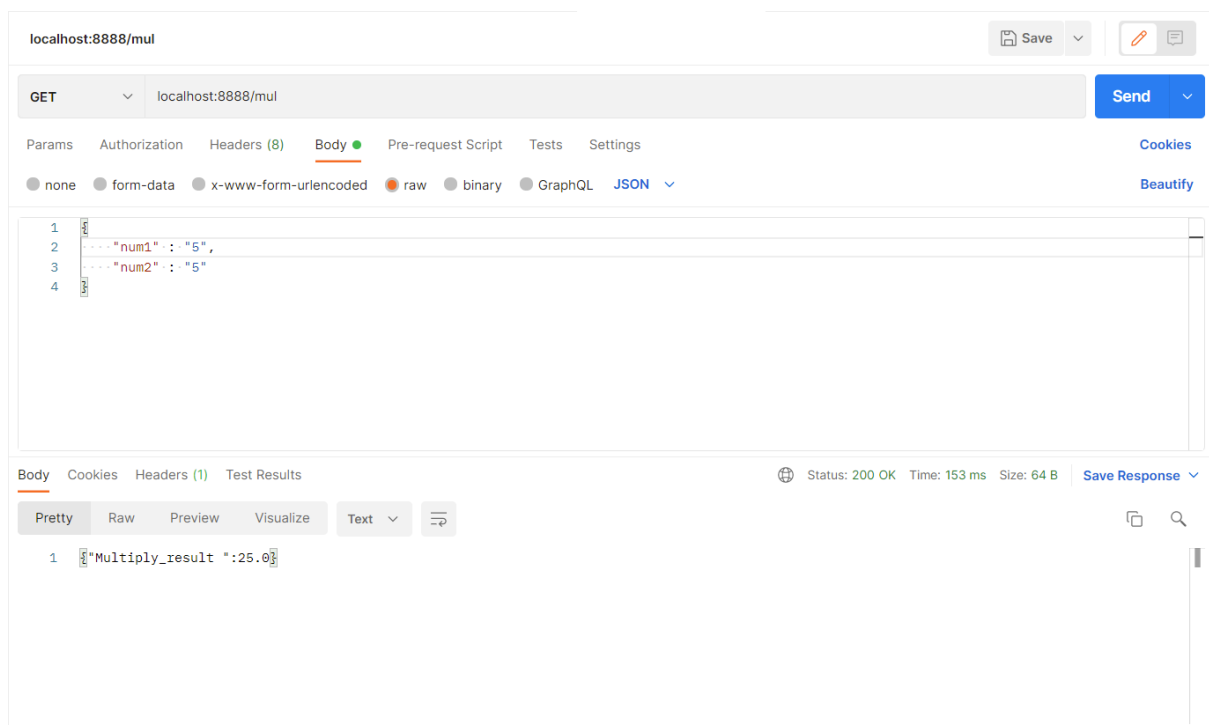 localhost:8888/mul Save
GET localhost:8888/mul Send
Params Authorization Headers (8) Body Pre-request Script Tests Settings Cookies
none form-data x-www-form-urlencoded raw binary GraphQL JSON Beautify
1 {
2 "num1" : "5",
3 "num2" : "5"
4 }
Body Cookies Headers (1) Test Results Status: 200 OK Time: 153 ms Size: 64 B Save Response
Pretty Raw Preview Visualize Text
1 {"Multiply_result ":25.0}